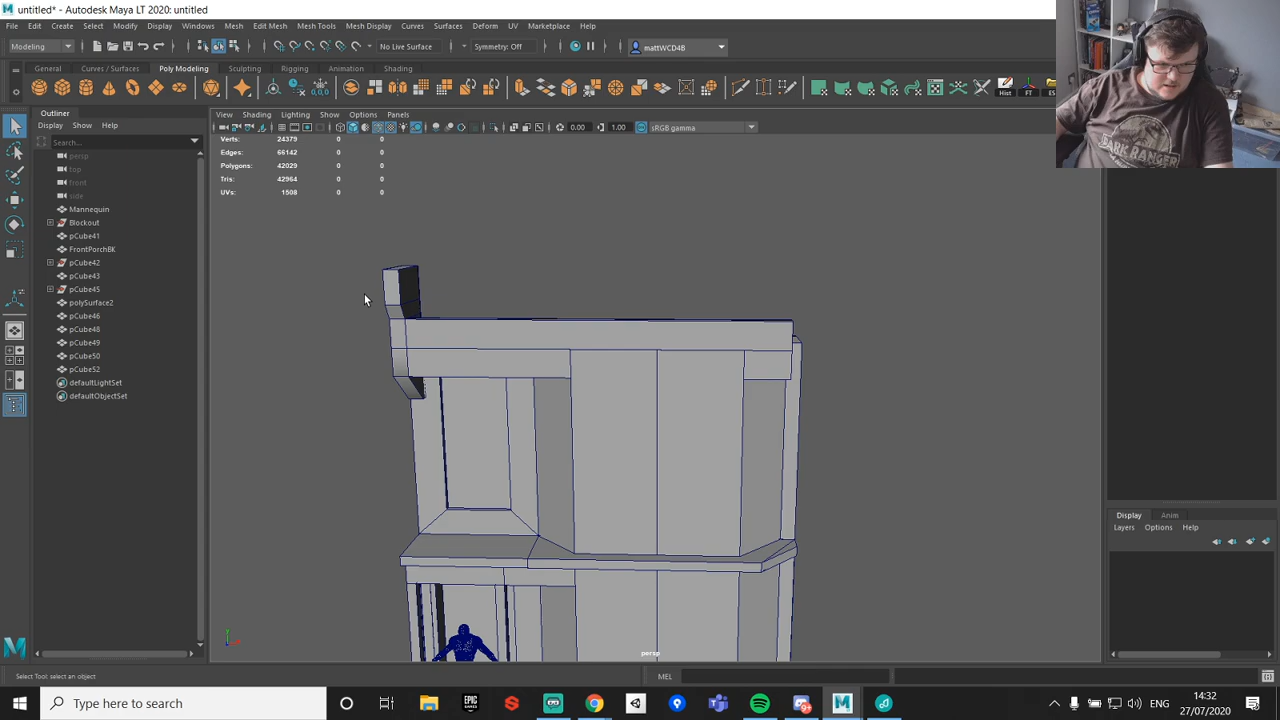 untitled* - Autodesk Maya LT 2020: untitled
File Edit Create Select Modify Display Windows Mesh Edit Mesh Mesh Tools Mesh Display Curves Surfaces Deform UV Marketplace Help
Modeling No Live Surface Symmetry: Off mattWCD4B
General Curves / Surfaces Poly Modeling Sculpting Rigging Animation Rendering
Hist FT
Outliner
Display Show Help
Search...
persp
top
front
side
Mannequin
Blockout
pCube41
FrontPorchBK
pCube42
pCube43
pCube45
polySurface2
pCube46
pCube48
pCube49
pCube50
pCube52
defaultLightSet
defaultObjectSet
View Shading Lighting Show Options Panels
0.00 1.00 sRGB gamma
Verts: 24379 0 0
Edges: 66142 0 0
Polygons: 42029 0 0
Tris: 42964 0 0
UVs: 1508 0 0
persp
DARK RANGER
Display Anim
Layers Options Help
Select Tool: select an object
MEL
Type here to search
ENG
14:32
27/07/2020